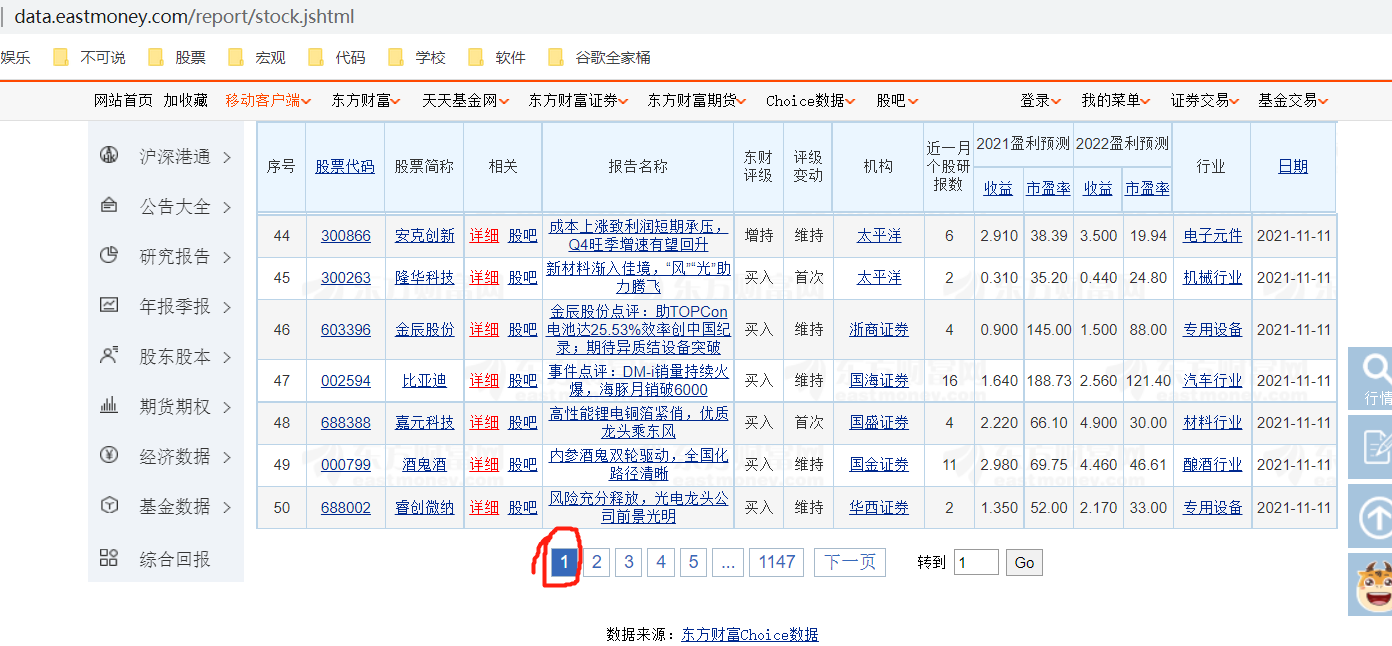 data.eastmoney.com/report/stock.jshtml
娱乐 不可说 股票 宏观 代码 学校 软件 谷歌全家桶
网站首页 加收藏 移动客户端 东方财富 天天基金网 东方财富证券 东方财富期货 Choice数据 股吧 登录 我的菜单 证券交易 基金交易
沪深港通
公告大全
研究报告
年报季报
股东股本
期货期权
经济数据
基金数据
综合回报
序号 股票代码 股票简称 相关 报告名称 东财
评级 评级
变动 机构 近一月
个股研
报数 2021盈利预测 2022盈利预测 行业 日期
收益 市盈率 收益 市盈率
44 300866 安克创新 详细 股吧 成本上涨致利润短期承压，
Q4旺季增速有望回升 增持 维持 太平洋 6 2.910 38.39 3.500 19.94 电子元件 2021-11-11
45 300263 隆华科技 详细 股吧 新材料渐入佳境，“风”“光”助
力腾飞 买入 首次 太平洋 2 0.310 35.20 0.440 24.80 机械行业 2021-11-11
46 603396 金辰股份 详细 股吧 金辰股份点评：助TOPCon
电池达25.53%效率创中国纪
录；期待异质结设备突破 买入 维持 浙商证券 4 0.900 145.00 1.500 88.00 专用设备 2021-11-11
47 002594 比亚迪 详细 股吧 事件点评：DM-i销量持续火
爆，海豚月销破6000 买入 维持 国海证券 16 1.640 188.73 2.560 121.40 汽车行业 2021-11-11
48 688388 嘉元科技 详细 股吧 高性能锂电铜箔紧俏，优质
龙头乘东风 买入 首次 国盛证券 4 2.220 66.10 4.900 30.00 材料行业 2021-11-11
49 000799 酒鬼酒 详细 股吧 内参酒鬼双轮驱动，全国化
路径清晰 买入 维持 国金证券 11 2.980 69.75 4.460 46.61 酿酒行业 2021-11-11
50 688002 睿创微纳 详细 股吧 风险充分释放，光电龙头公
司前景光明 买入 维持 华西证券 2 1.350 52.00 2.170 33.00 专用设备 2021-11-11
1 2 3 4 5 ... 1147 下一页 转到 1 Go
数据来源：东方财富Choice数据
行情